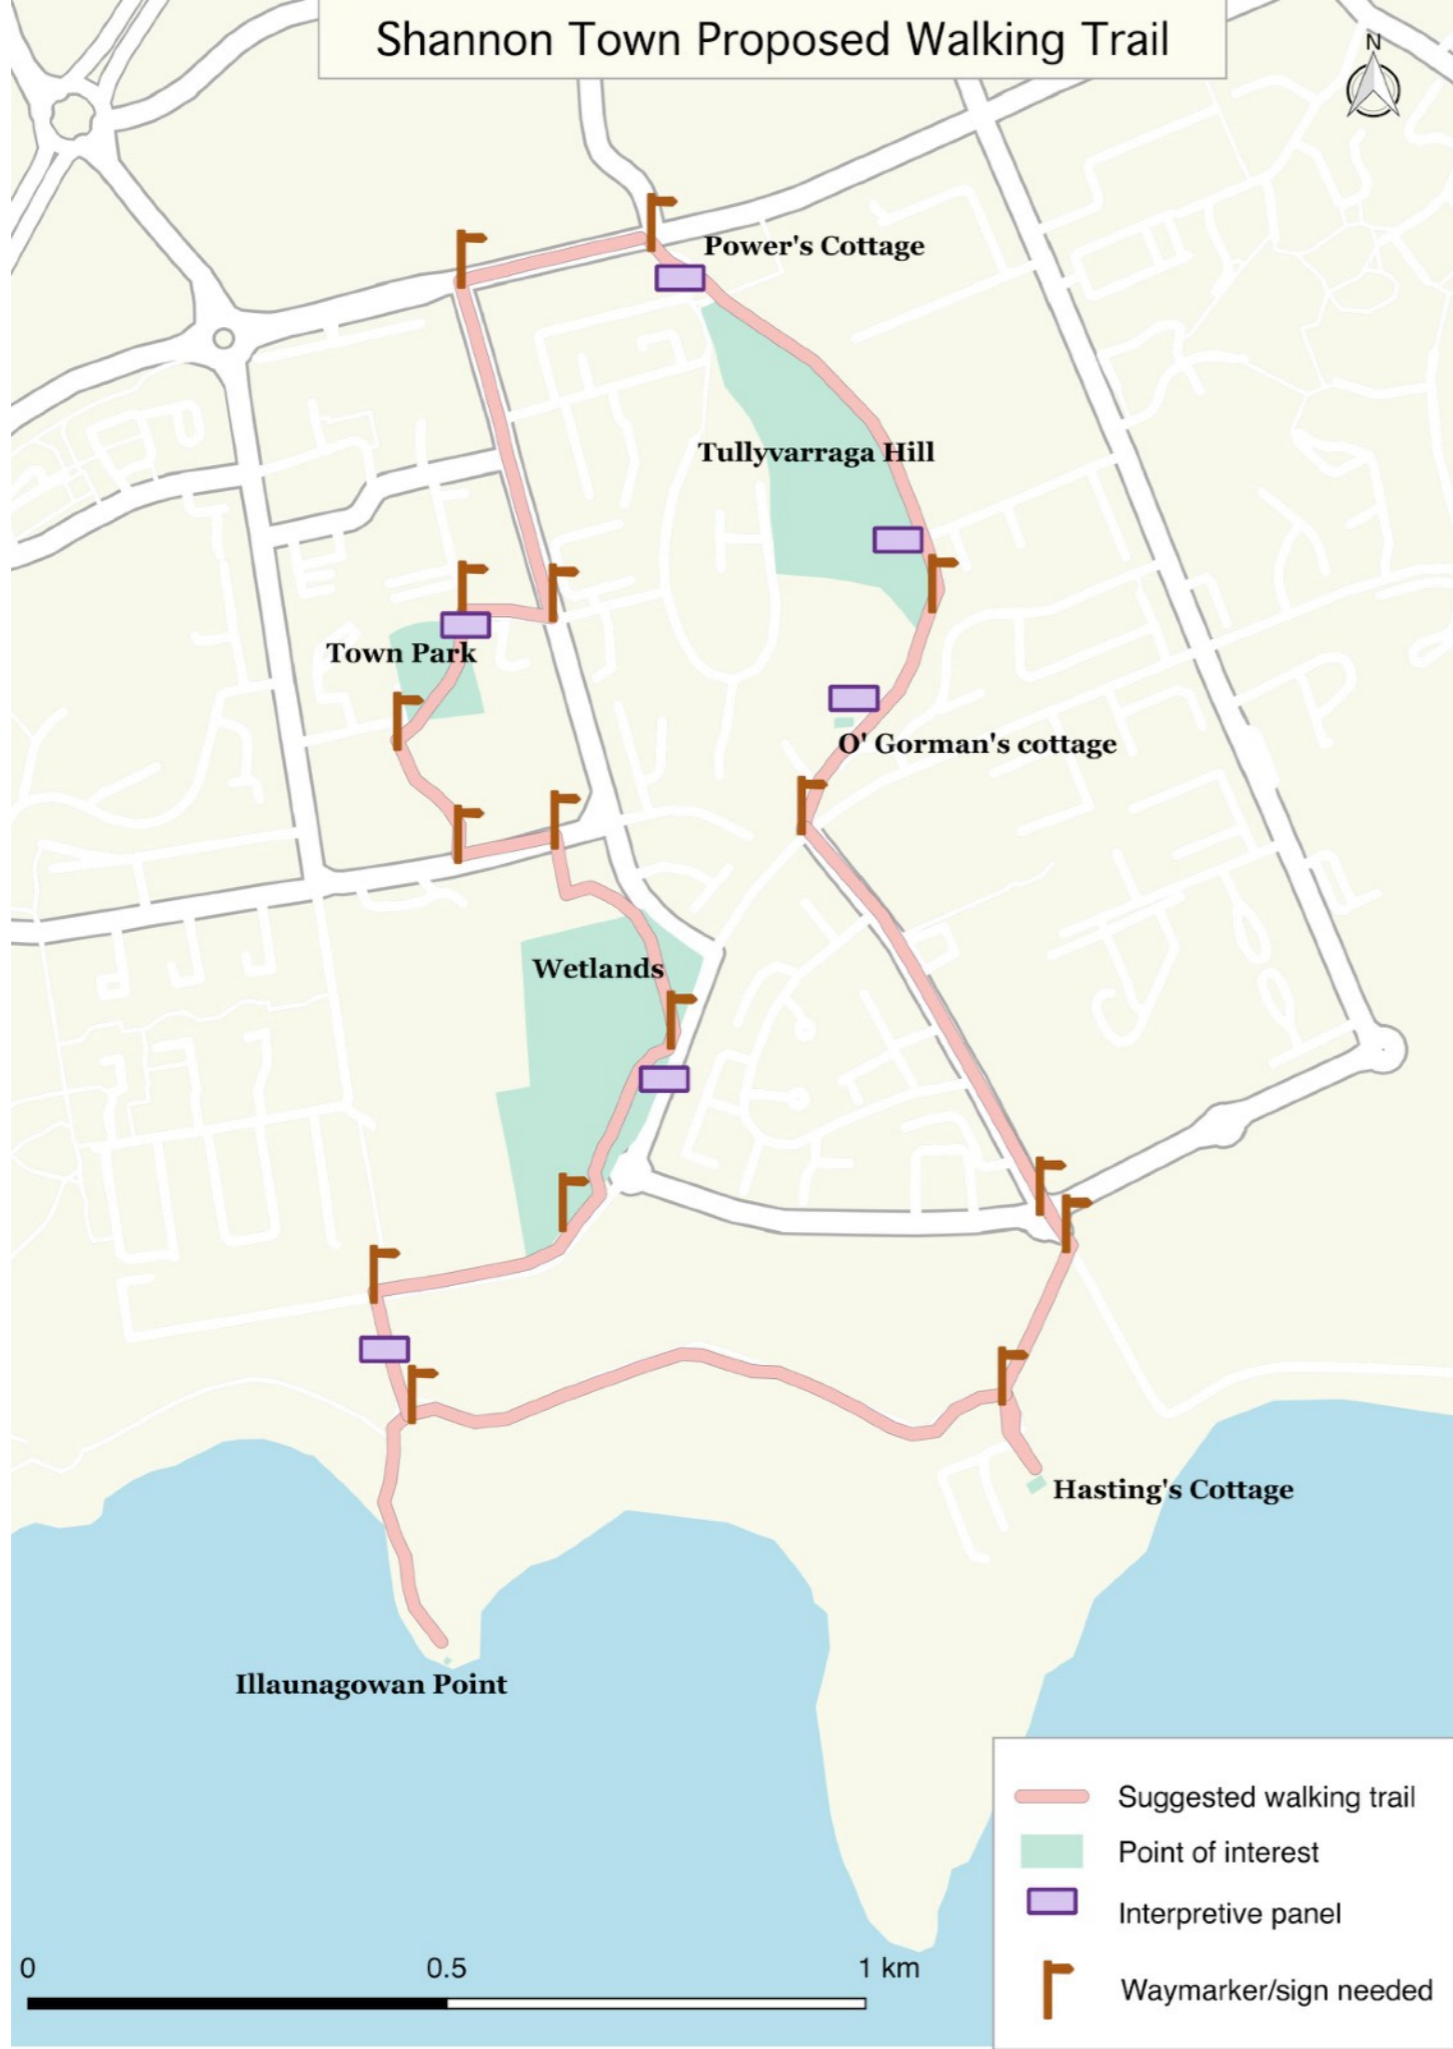 Shannon Town Proposed Walking Trail
N
Power's Cottage
Tullyvarraga Hill
Town Park
O' Gorman's cottage
Wetlands
Hasting's Cottage
Illaunagowan Point
Suggested walking trail
Point of interest
Interpretive panel
Waymarker/sign needed
0 0.5 1 km